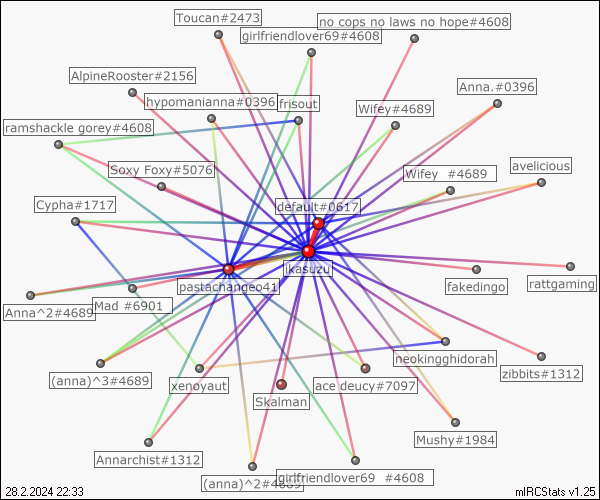 Toucan#2473
no cops no laws no hope#4608
girlfriendlover69#4608
AlpineRooster#2156
Anna.#0396
hypomanianna#0396
frisout
Wifey#4689
ramshackle gorey#4608
Soxy Foxy#5076
avelicious
Wifey  #4689
Cypha#1717
default#0617
ikasuzu
pastachangeo41
fakedingo
rattgaming
Anna^2#4689
Mad #6901
neokingghidorah
zibbits#1312
(anna)^3#4689
xenoyaut
ace deucy#7097
Skalman
Mushy#1984
Annarchist#1312
(anna)^2#4689
girlfriendlover69  #4608
28.2.2024 22:33
mIRCStats v1.25